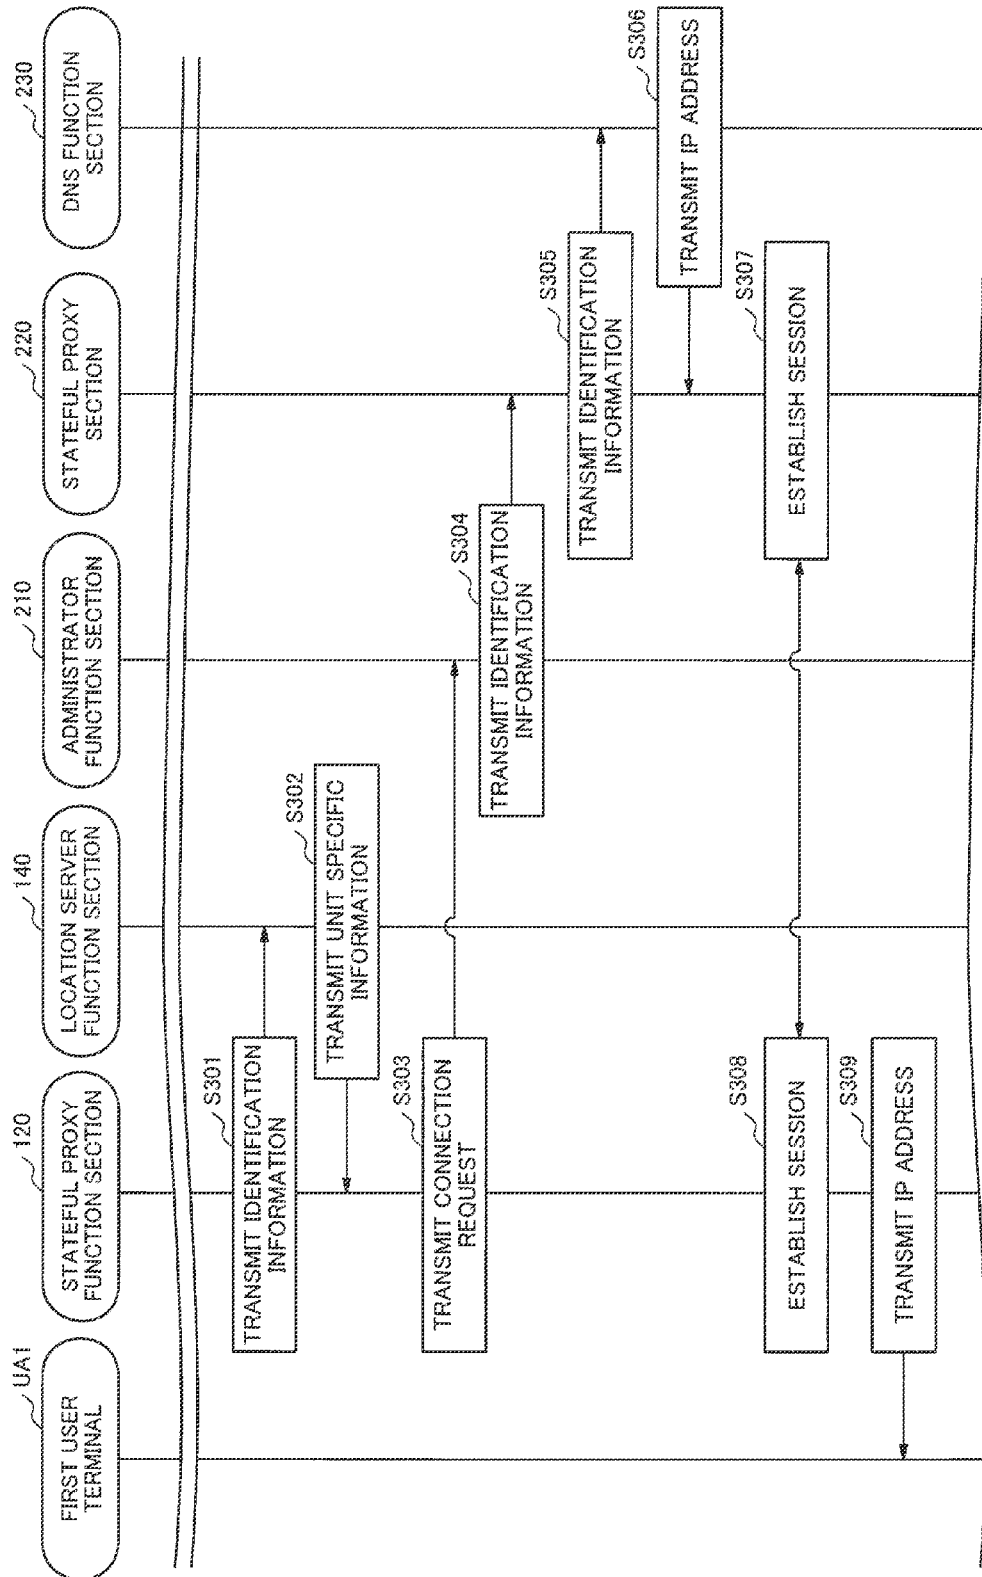 UA1
FIRST USER
TERMINAL
120
STATEFUL PROXY
FUNCTION SECTION
140
LOCATION SERVER
FUNCTION SECTION
210
ADMINISTRATOR
FUNCTION SECTION
220
STATEFUL PROXY
SECTION
230
DNS FUNCTION
SECTION
S301
TRANSMIT IDENTIFICATION
INFORMATION
S302
TRANSMIT UNIT SPECIFIC
INFORMATION
S303
TRANSMIT CONNECTION
REQUEST
S304
TRANSMIT IDENTIFICATION
INFORMATION
S305
TRANSMIT IDENTIFICATION
INFORMATION
S306
TRANSMIT IP ADDRESS
S308
ESTABLISH SESSION
S307
ESTABLISH SESSION
S309
TRANSMIT IP ADDRESS